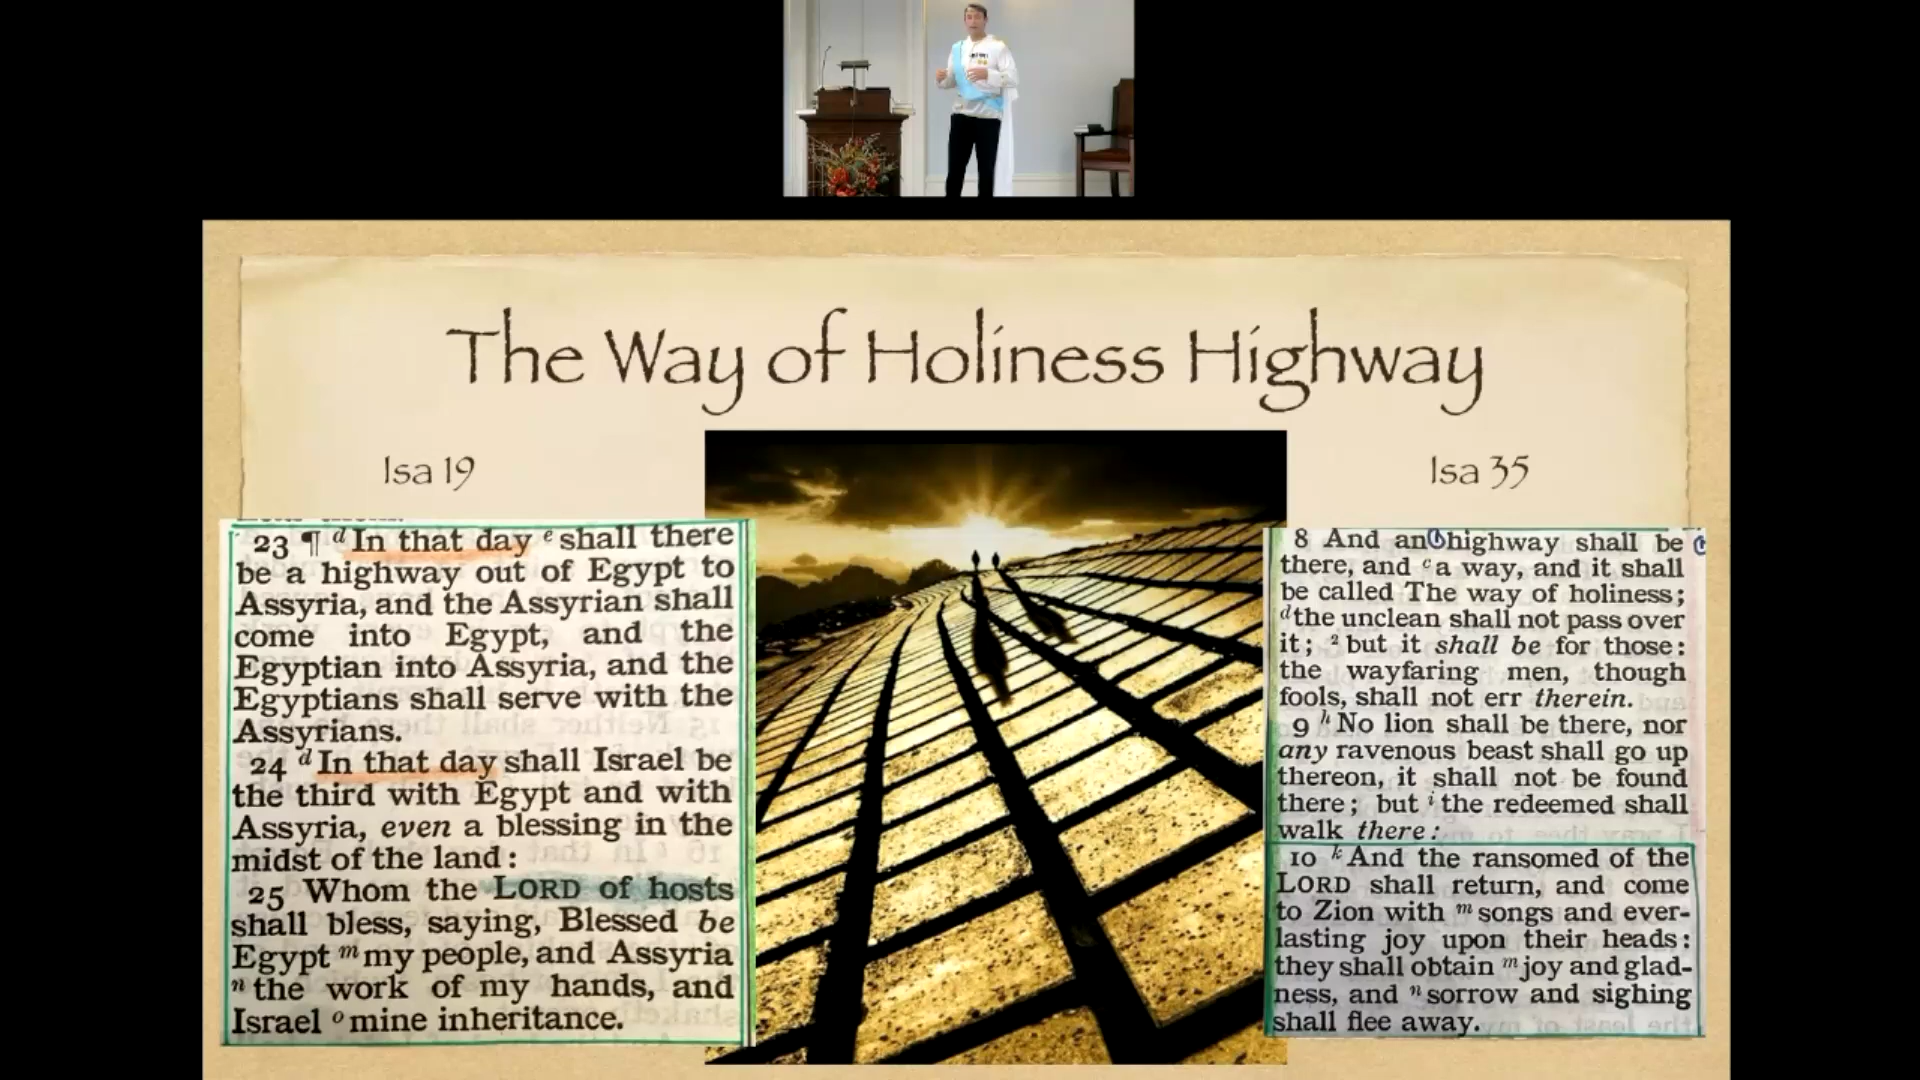 The Way of Holiness Highway
Isa 19
23 ¶ d In that day e shall there
be a highway out of Egypt to
Assyria, and the Assyrian shall
come into Egypt, and the
Egyptian into Assyria, and the
Egyptians shall serve with the
Assyrians.
24 d In that day shall Israel be
the third with Egypt and with
Assyria, even a blessing in the
midst of the land:
25 Whom the LORD of hosts
shall bless, saying, Blessed be
Egypt m my people, and Assyria
n the work of my hands, and
Israel o mine inheritance.
Isa 35
8 And an highway shall be
there, and e a way, and it shall
be called The way of holiness;
d the unclean shall not pass over
it; 2 but it shall be for those:
the wayfaring men, though
fools, shall not err therein.
9 h No lion shall be there, nor
any ravenous beast shall go up
thereon, it shall not be found
there; but i the redeemed shall
walk there:
10 k And the ransomed of the
LORD shall return, and come
to Zion with m songs and ever-
lasting joy upon their heads:
they shall obtain m joy and glad-
ness, and n sorrow and sighing
shall flee away.